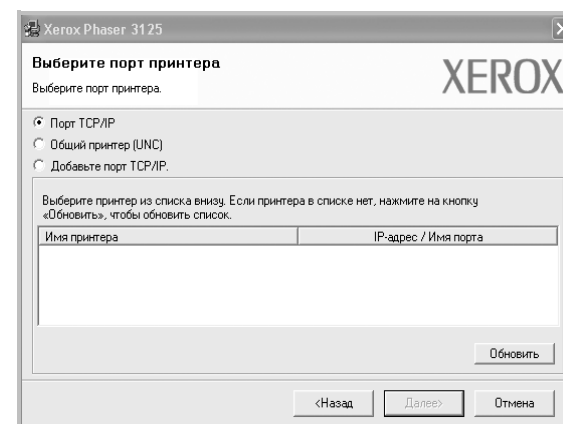 Xerox Phaser 3125
Выберите порт принтера
XEROX
Выберите порт принтера.
Порт TCP/IP
Общий принтер (UNC)
Добавьте порт TCP/IP.
Выберите принтер из списка внизу. Если принтера в списке нет, нажмите на кнопку
«Обновить», чтобы обновить список.
Имя принтера IP-адрес / Имя порта
Обновить
<Назад Далее> Отмена